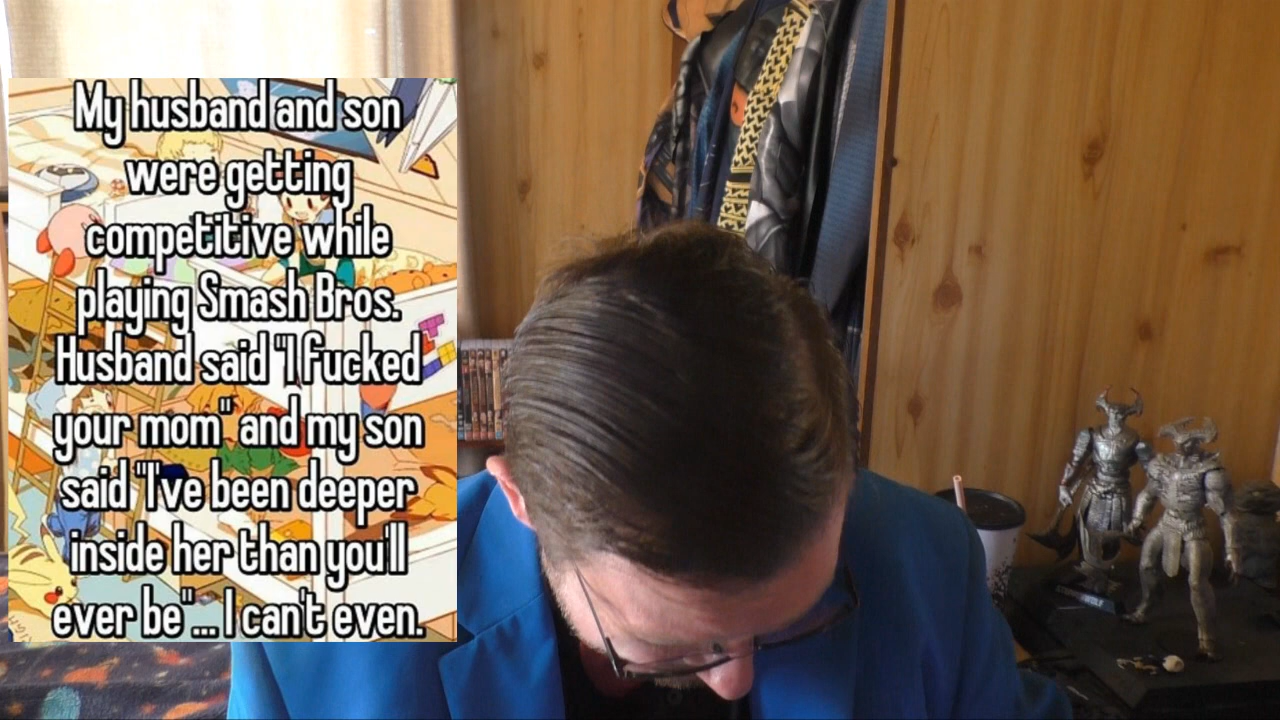 My husband and son
were getting
competitive while
playing Smash Bros.
Husband said "I fucked
your mom" and my son
said "I've been deeper
inside her than you'll
ever be"... I can't even.